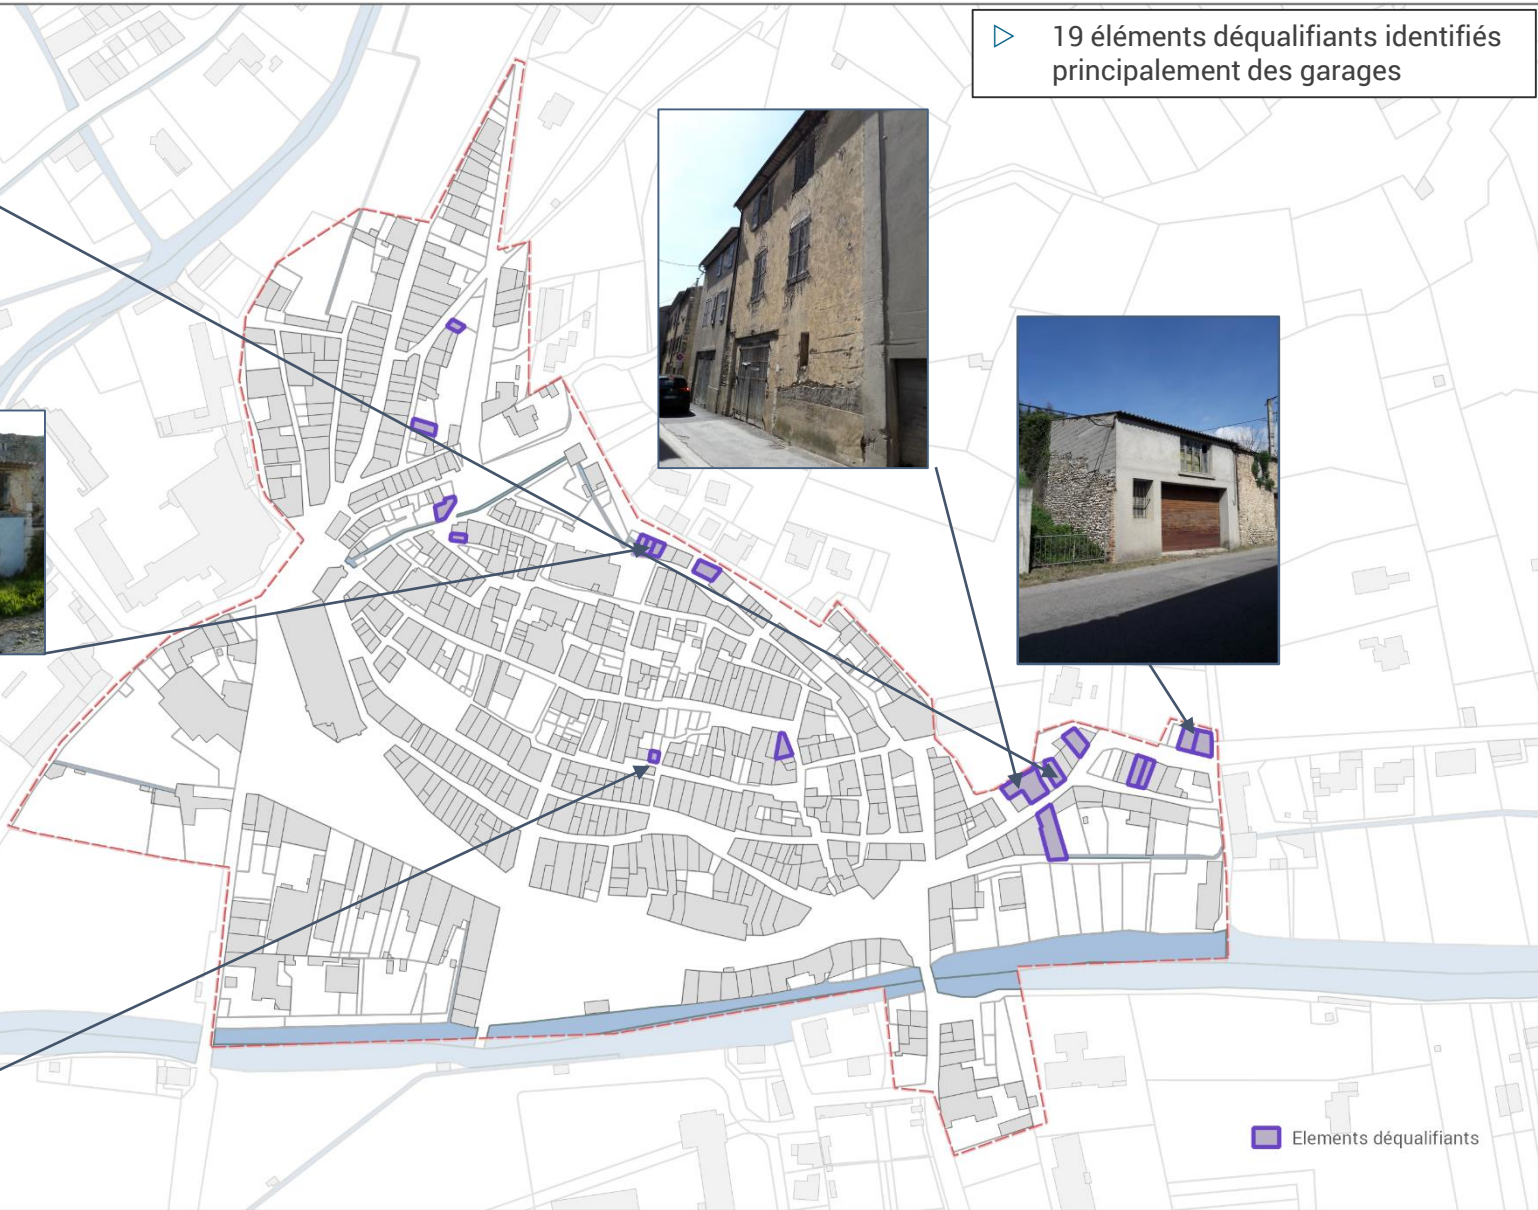 ▷ 19 éléments déqualifiants identifiés
principalement des garages
Elements déqualifiants